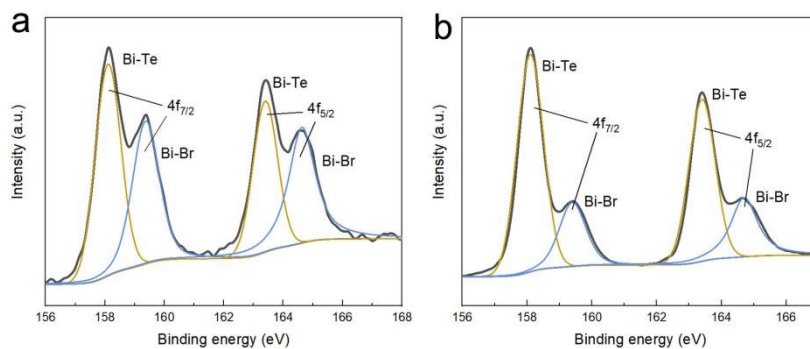 a
Bi-Te
4f7/2
Bi-Br
Bi-Te
4f5/2
Bi-Br
Intensity (a.u.)
156 158 160 162 164 166 168
Binding energy (eV)
b
Bi-Te
4f7/2
Bi-Br
Bi-Te
4f5/2
Bi-Br
Intensity (a.u.)
156 158 160 162 164 166
Binding energy (eV)